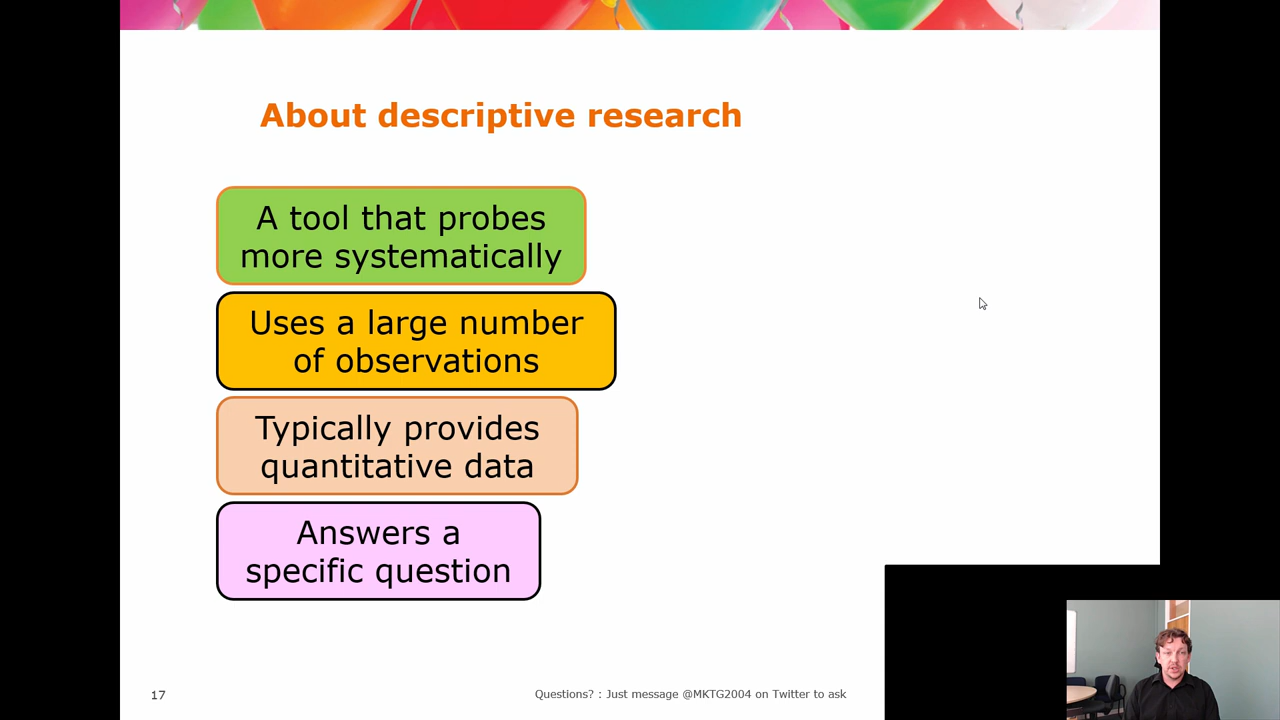 About descriptive research
A tool that probes
more systematically
Uses a large number
of observations
Typically provides
quantitative data
Answers a
specific question
17
Questions? : Just message @MKTG2004 on Twitter to ask